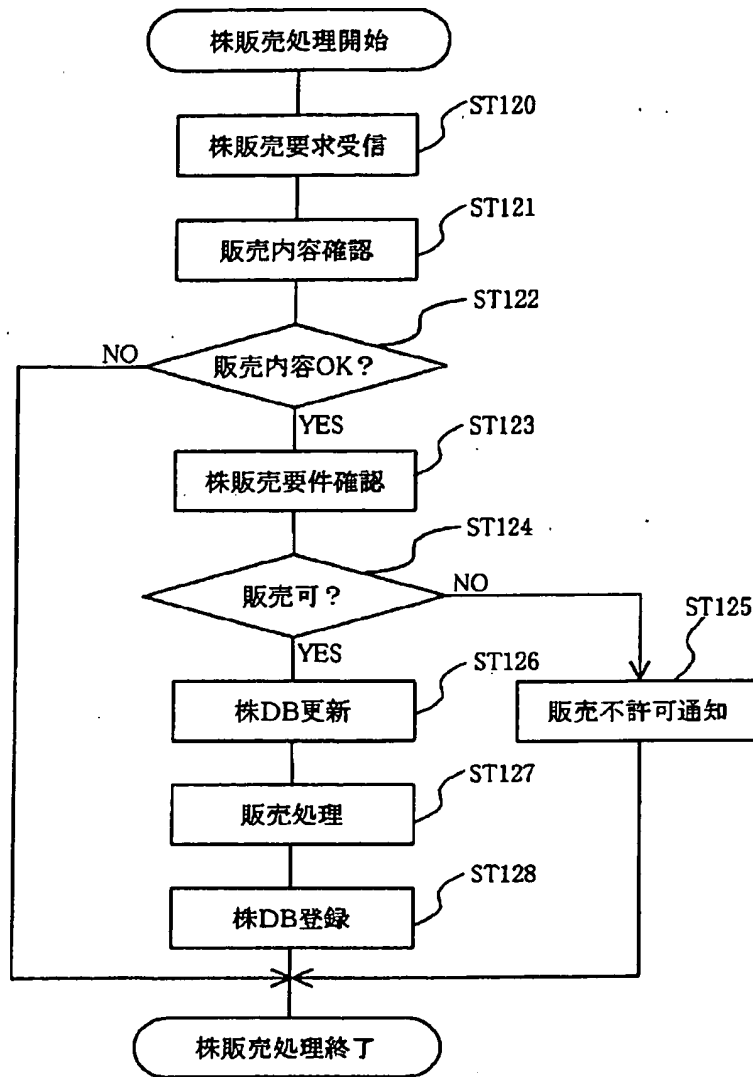 株販売処理開始
ST120
株販売要求受信
ST121
販売内容確認
ST122
NO
販売内容OK?
YES
ST123
株販売要件確認
ST124
販売可?
NO
ST125
YES
ST126
株DB更新
販売不許可通知
ST127
販売処理
ST128
株DB登録
株販売処理終了